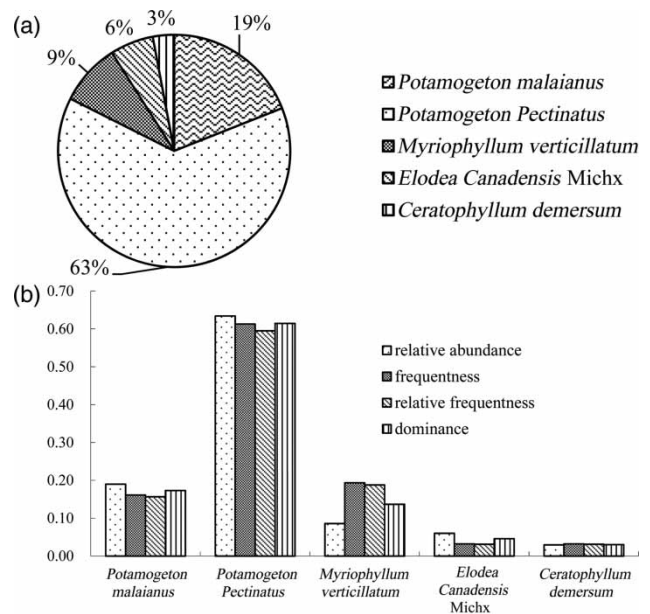 (a)
3%
6%
19%
9%
63%
Potamogeton malaianus
Potamogeton Pectinatus
Myriophyllum verticillatum
Elodea Canadensis Michx
Ceratophyllum demersum
(b)
0.70
0.60
0.50
0.40
0.30
0.20
0.10
0.00
relative abundance
frequentness
relative frequentness
dominance
Potamogeton
malaianus
Potamogeton
Pectinatus
Myriophyllum
verticillatum
Elodea
Canadensis
Michx
Ceratophyllum
demersum